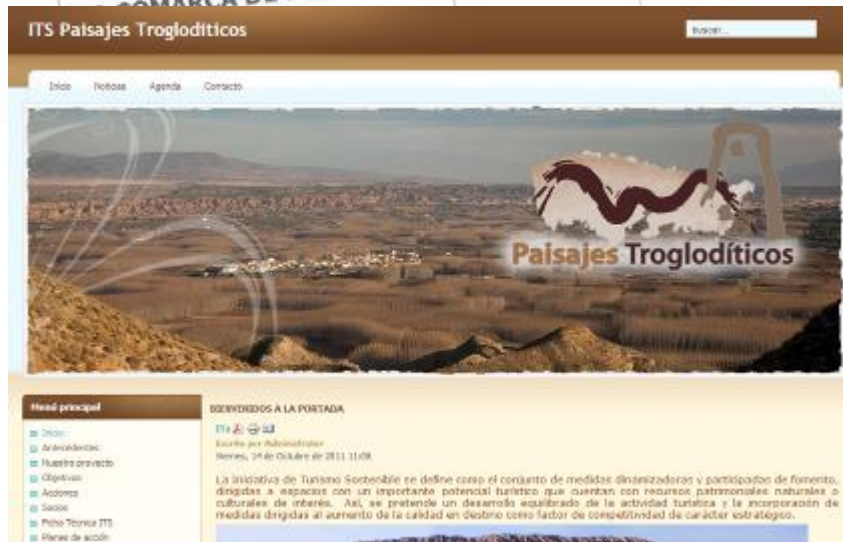 COMARCA DE
ITS Paisajes Troglodíticos
buscar...
Inicio Noticias Agenda Contacto
Paisajes Troglodíticos
Menú principal
Inicio
Antecedentes
Nuestro proyecto
Objetivos
Acciones
Socios
Ficha Técnica ITS
Planes de acción
BIENVENIDOS A LA PORTADA
Escrito por Administrator
Viernes, 14 de Octubre de 2011 11:08
La Iniciativa de Turismo Sostenible se define como el conjunto de medidas dinamizadoras y participadas de fomento,
dirigidas a espacios con un importante potencial turístico que cuentan con recursos patrimoniales naturales o
culturales de interés. Así, se pretende un desarrollo equilibrado de la actividad turística y la incorporación de
medidas dirigidas al aumento de la calidad en destino como factor de competitividad de carácter estratégico.